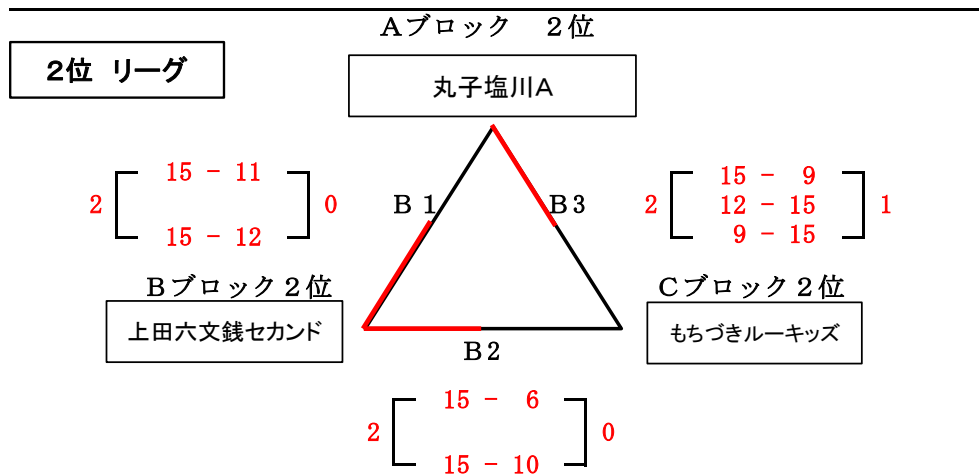 Aブロック 2位
2位 リーグ
丸子塩川A
15 - 11
2 0
15 - 12
B1
B3
15 - 9
2 12 - 15 1
9 - 15
Bブロック2位
上田六文銭セカンド
Cブロック2位
もちづきルーキッズ
B2
15 - 6
2 0
15 - 10